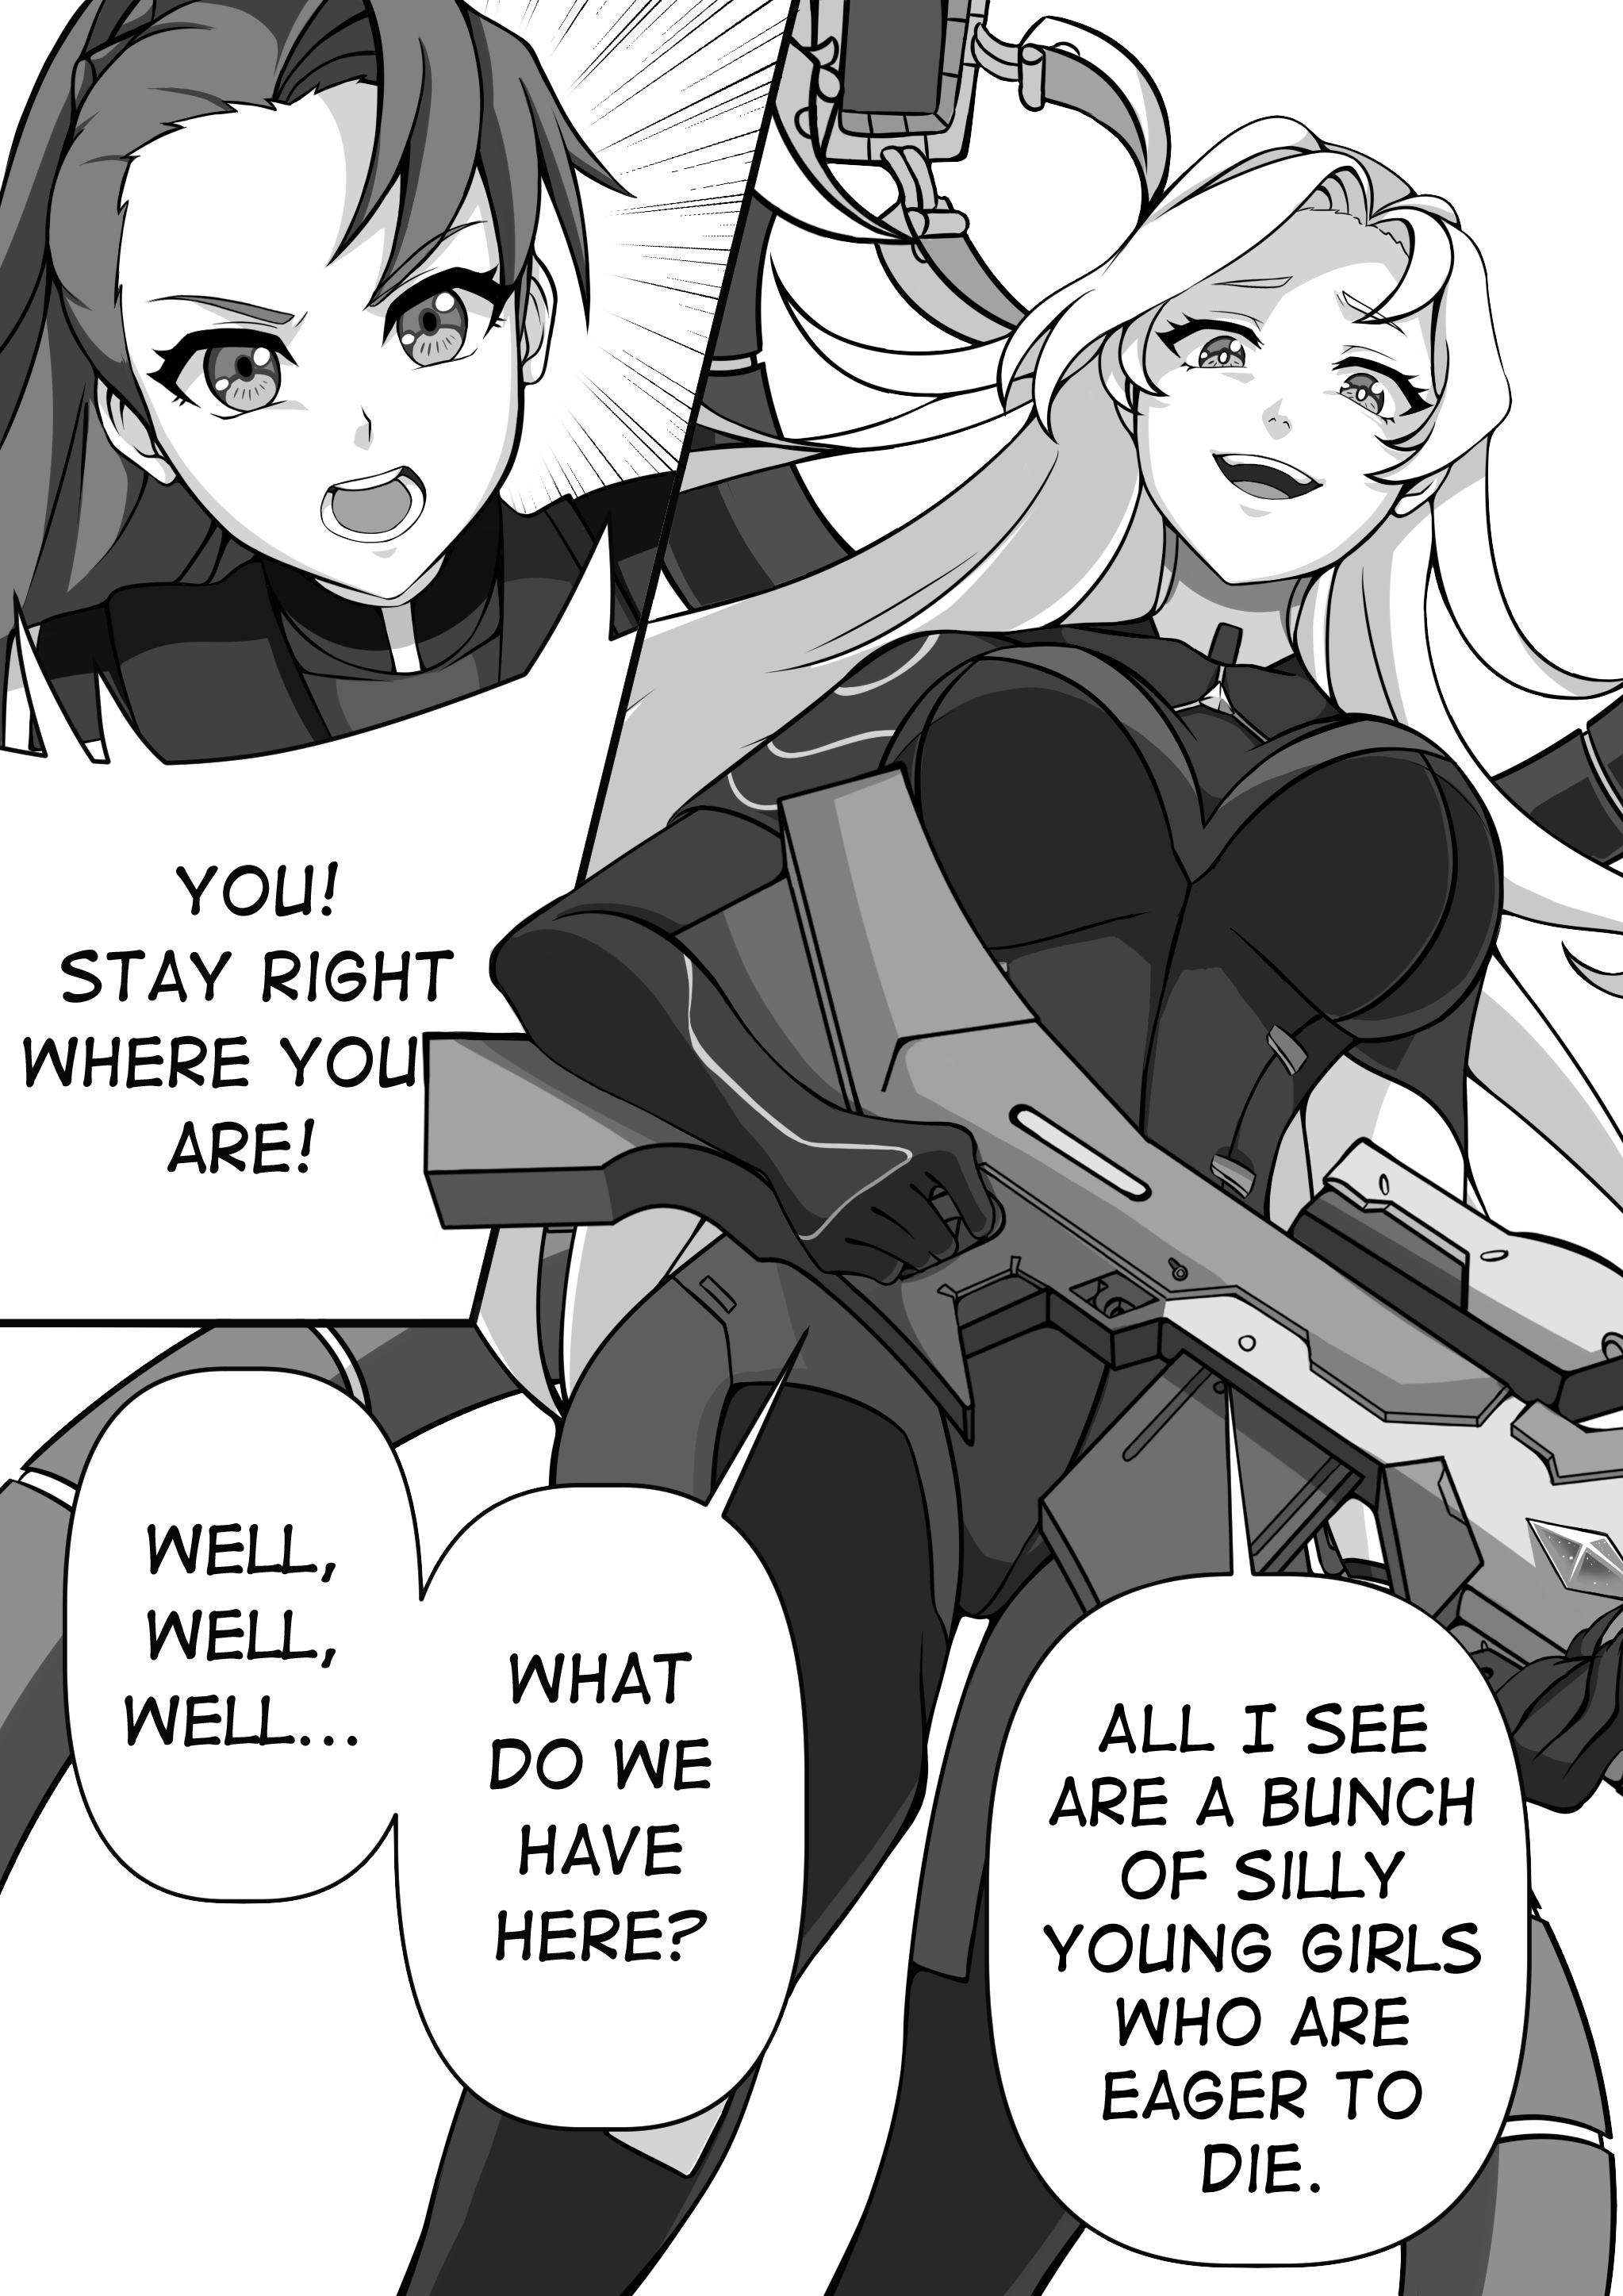 YOU!
STAY RIGHT
WHERE YOU
ARE!
WELL,
WELL,
WELL...
WHAT
DO WE
HAVE
HERE?
ALL I SEE
ARE A BUNCH
OF SILLY
YOUNG GIRLS
WHO ARE
EAGER TO
DIE.